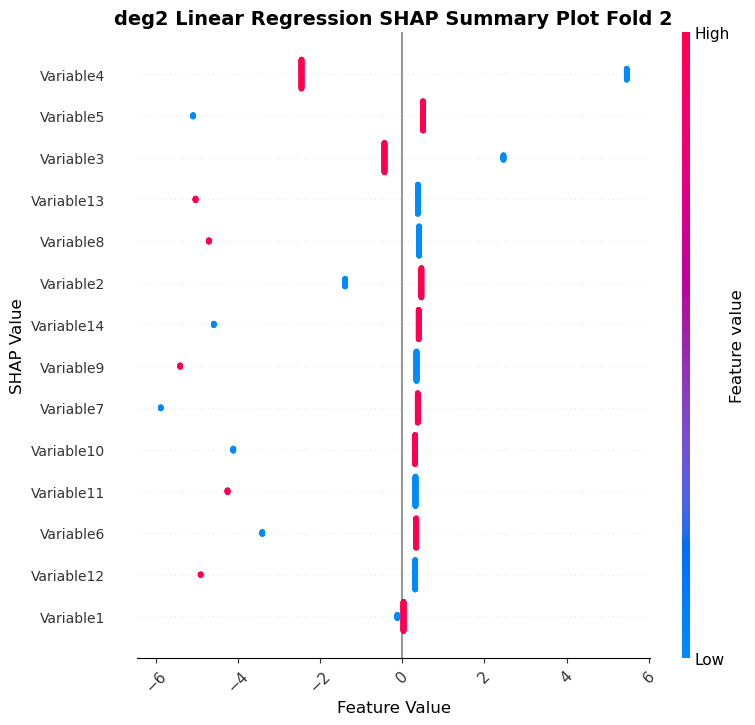 deg2 Linear Regression SHAP Summary Plot Fold 2
High
Variable4
Variable5
Variable3
Variable13
Variable8
Variable2
Variable14
Variable9
Variable7
Variable10
Variable11
Variable6
Variable12
Variable1
SHAP Value
Feature value
Low
−6 −4 −2 0 2 4 6
Feature Value